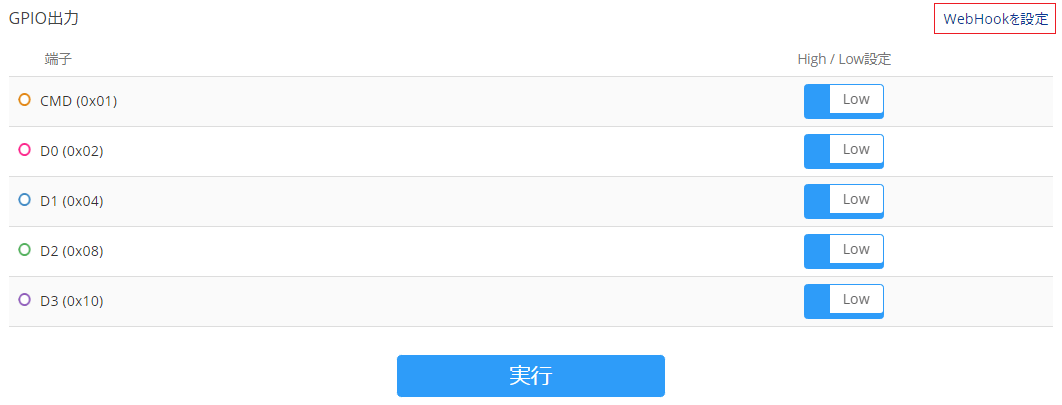 GPIO出力 WebHookを設定
端子 High / Low設定
CMD (0x01) Low
D0 (0x02) Low
D1 (0x04) Low
D2 (0x08) Low
D3 (0x10) Low
実行